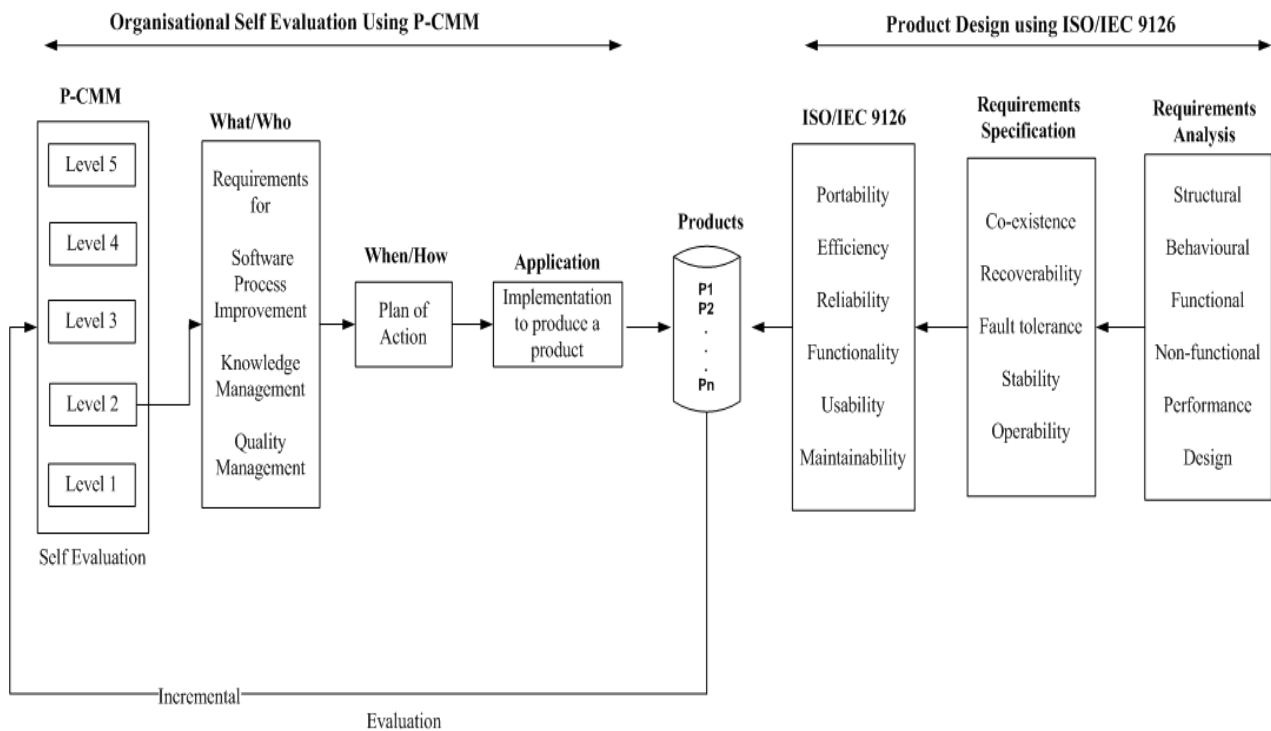 Organisational Self Evaluation Using P-CMM
Product Design using ISO/IEC 9126
P-CMM
Level 5
Level 4
Level 3
Level 2
Level 1
Self Evaluation
What/Who
Requirements
for
Software
Process
Improvement
Knowledge
Management
Quality
Management
When/How
Plan of
Action
Application
Implementation
to produce a
product
Products
P1
P2
.
.
.
Pn
ISO/IEC 9126
Portability
Efficiency
Reliability
Functionality
Usability
Maintainability
Requirements
Specification
Co-existence
Recoverability
Fault tolerance
Stability
Operability
Requirements
Analysis
Structural
Behavioural
Functional
Non-functional
Performance
Design
Incremental
Evaluation